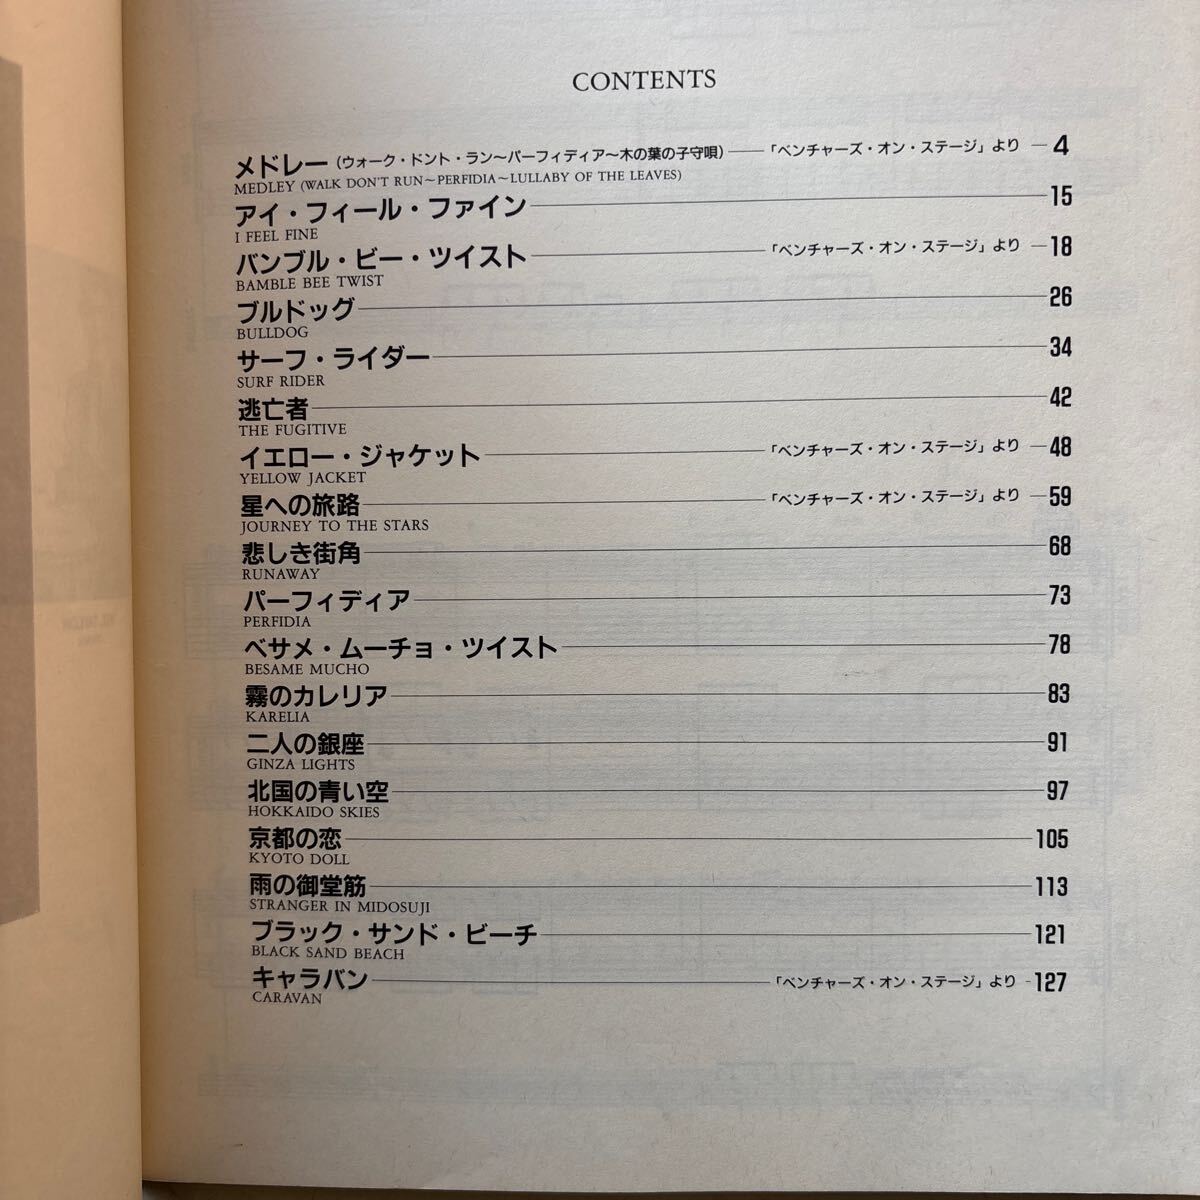 CONTENTS
メドレー（ウォーク・ドント・ラン〜パーフィディア〜木の葉の子守唄）「ベンチャーズ・オン・ステージ」より 4
MEDLEY (WALK DON'T RUN〜PERFIDIA〜LULLABY OF THE LEAVES)
アイ・フィール・ファイン 15
I FEEL FINE
バンブル・ビー・ツイスト 「ベンチャーズ・オン・ステージ」より 18
BAMBLE BEE TWIST
ブルドッグ 26
BULLDOG
サーフ・ライダー 34
SURF RIDER
逃亡者 42
THE FUGITIVE
イエロー・ジャケット 「ベンチャーズ・オン・ステージ」より 48
YELLOW JACKET
星への旅路 「ベンチャーズ・オン・ステージ」より 59
JOURNEY TO THE STARS
悲しき街角 68
RUNAWAY
パーフィディア 73
PERFIDIA
ベサメ・ムーチョ・ツイスト 78
BESAME MUCHO
霧のカレリア 83
KARELIA
二人の銀座 91
GINZA LIGHTS
北国の青い空 97
HOKKAIDO SKIES
京都の恋 105
KYOTO DOLL
雨の御堂筋 113
STRANGER IN MIDOSUJI
ブラック・サンド・ビーチ 121
BLACK SAND BEACH
キャラバン 「ベンチャーズ・オン・ステージ」より 127
CARAVAN